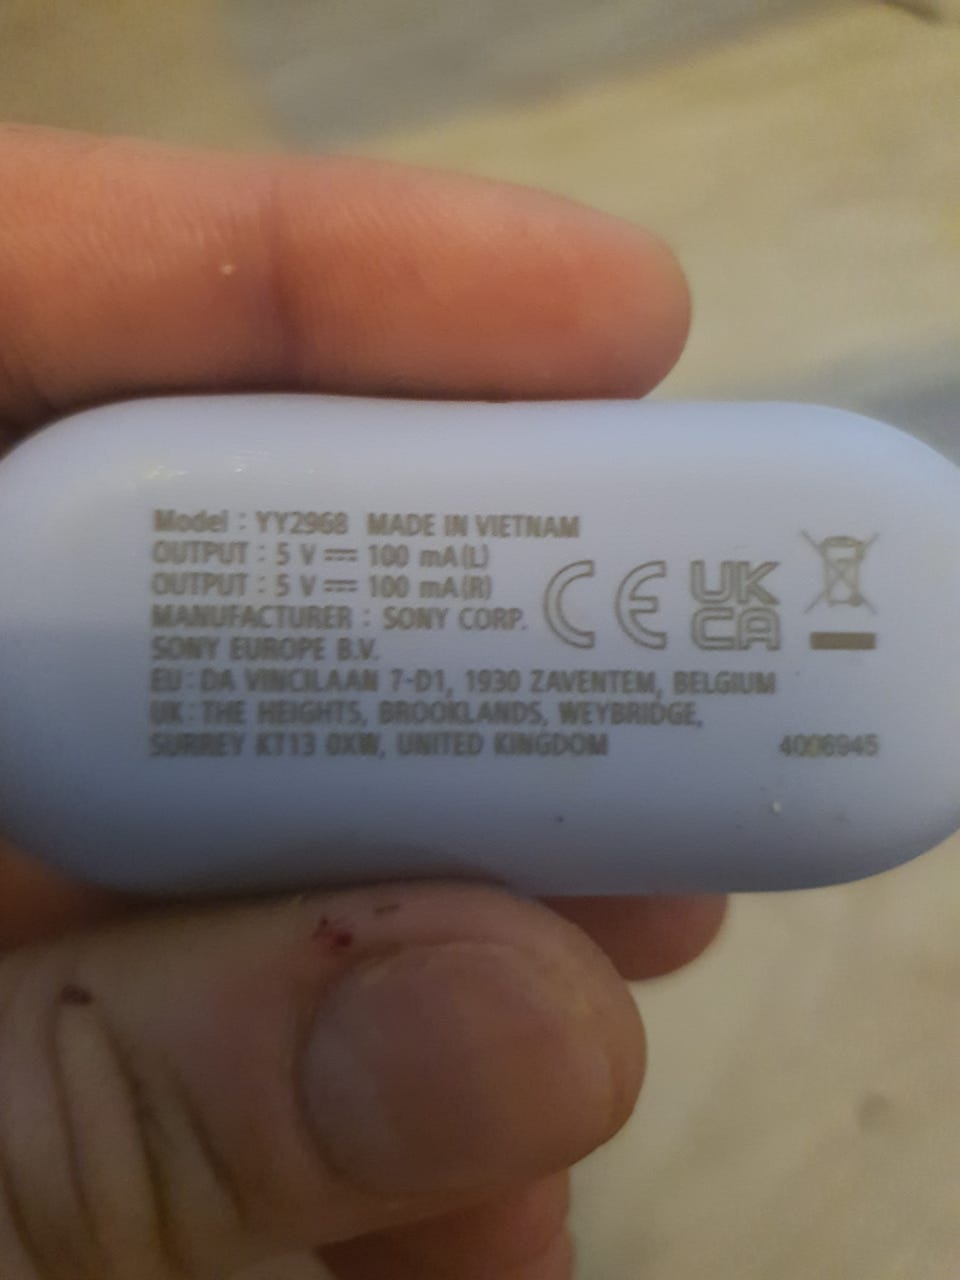 Model : YY2968 MADE IN VIETNAM
OUTPUT : 5 V ⎓ 100 mA(L)
OUTPUT : 5 V ⎓ 100 mA(R)
MANUFACTURER : SONY CORP.
SONY EUROPE B.V.
EU : DA VINCILAAN 7-D1, 1930 ZAVENTEM, BELGIUM
UK : THE HEIGHTS, BROOKLANDS, WEYBRIDGE,
SURREY KT13 0XW, UNITED KINGDOM
CE
UK
CA
4006945